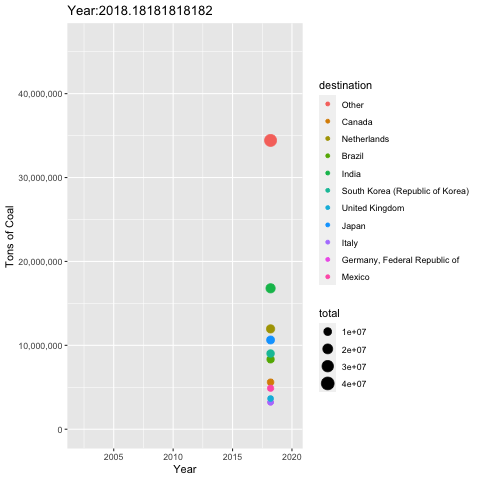 Year:2018.18181818182
Tons of Coal
40,000,000
30,000,000
20,000,000
10,000,000
0
2005 2010 2015 2020
Year
destination
Other
Canada
Netherlands
Brazil
India
South Korea (Republic of Korea)
United Kingdom
Japan
Italy
Germany, Federal Republic of
Mexico
total
1e+07
2e+07
3e+07
4e+07